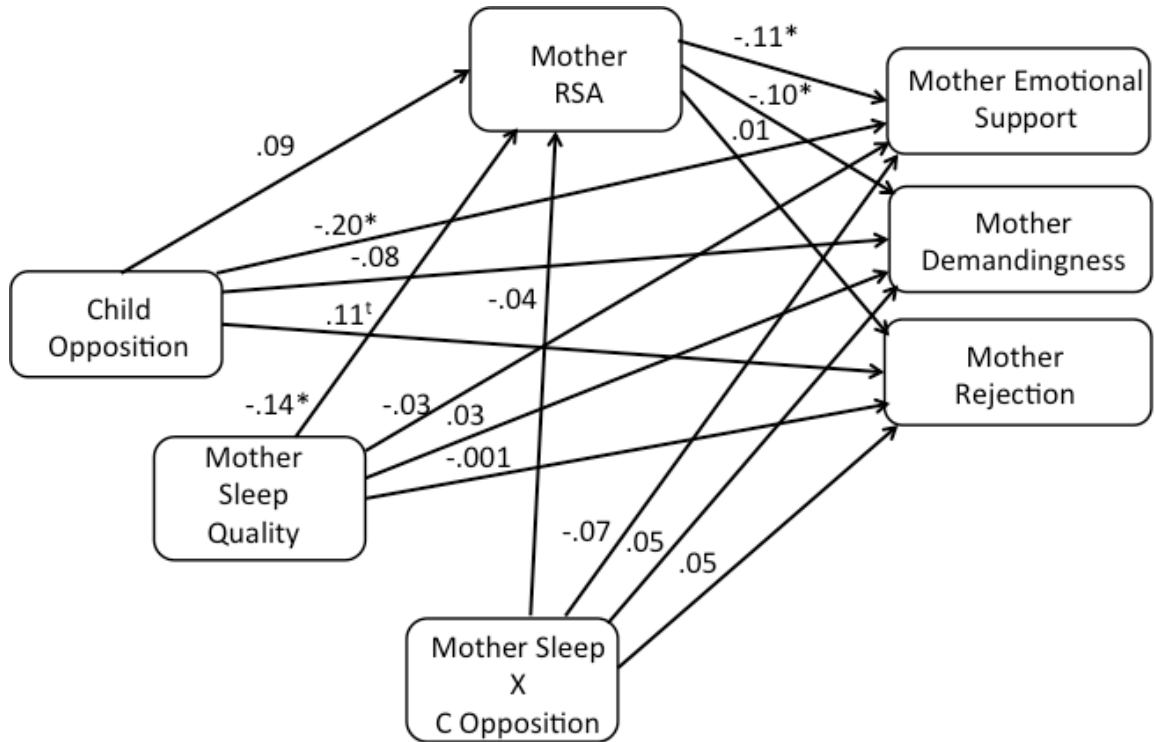 Mother
RSA
-.11*
Mother Emotional
Support
-.10*
.01
.09
-.20*
Mother
Demandingness
-.08
Child
Opposition
.11ᵗ
-.04
Mother
Rejection
-.14*
-.03
.03
Mother
Sleep
Quality
-.001
-.07
.05
.05
Mother Sleep
X
C Opposition